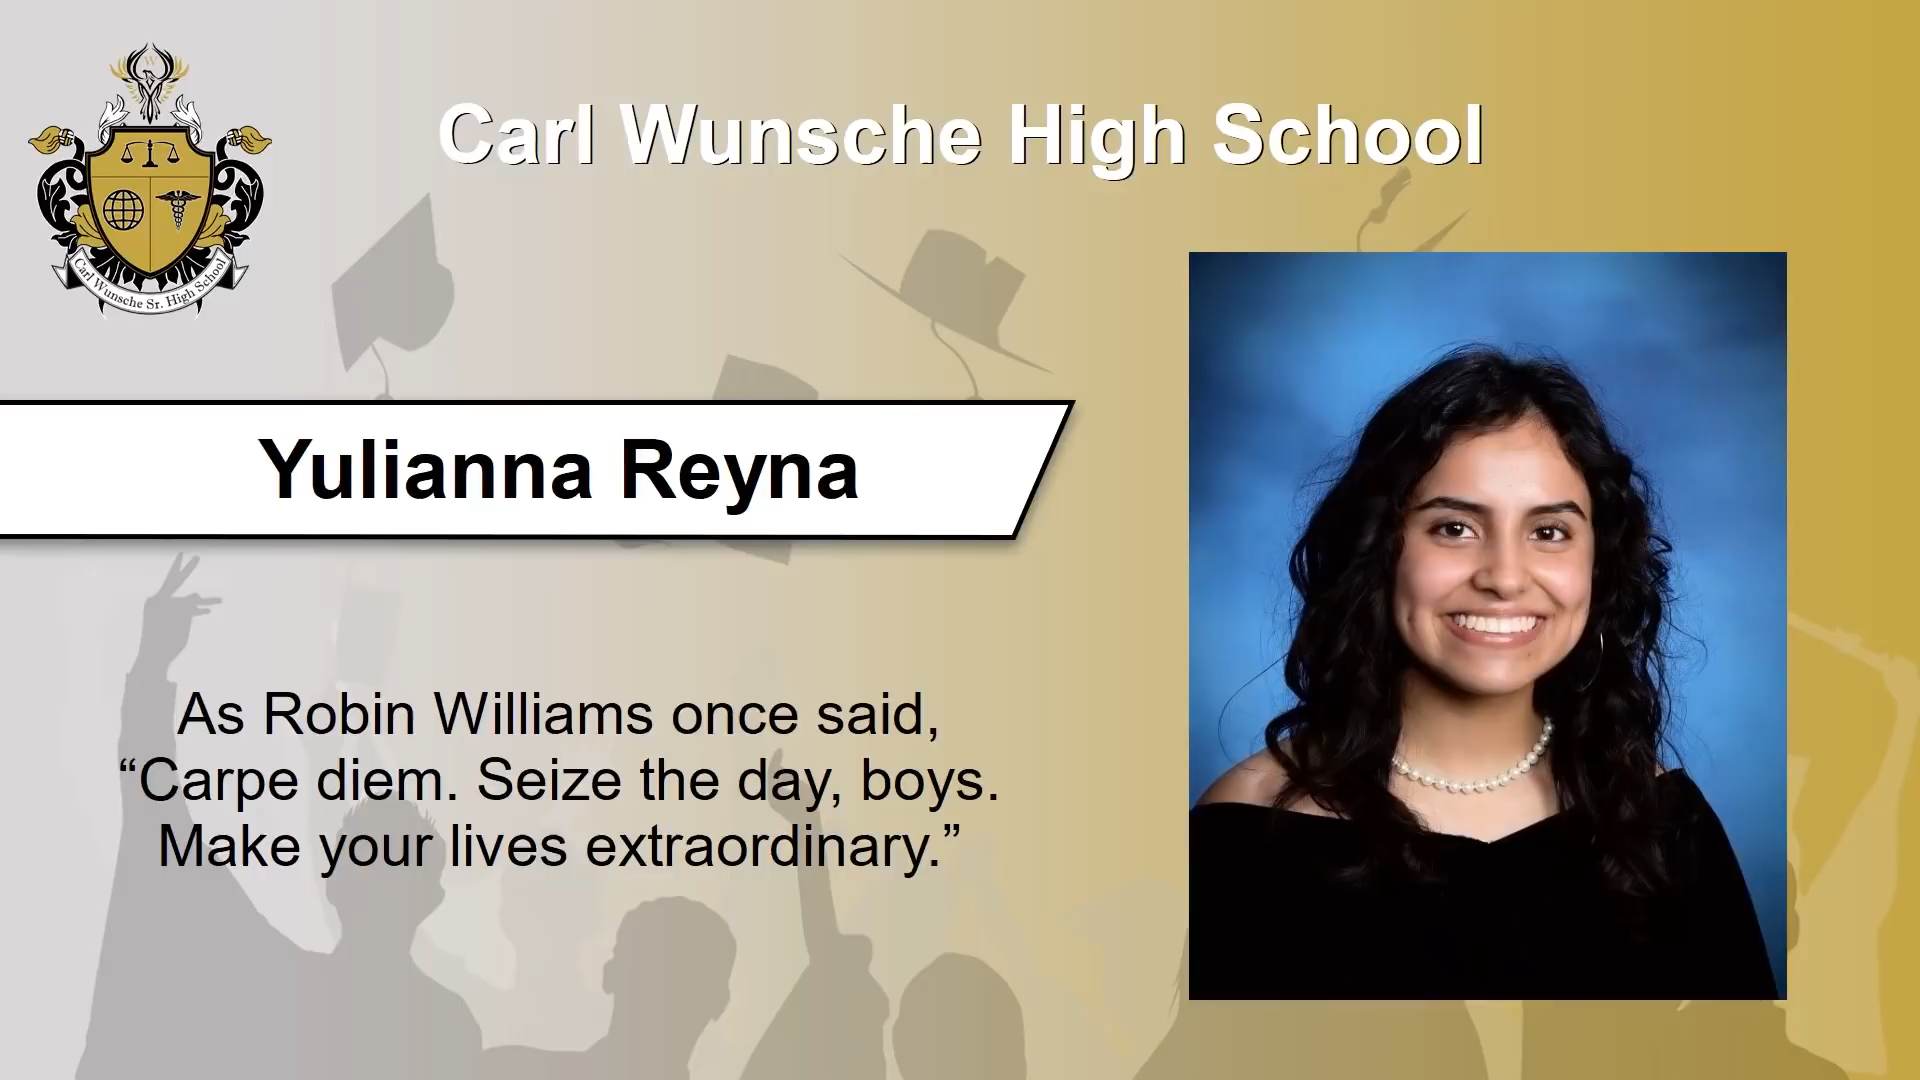 W
Carl Wunsche Sr. High School
Carl Wunsche High School
Yulianna Reyna
As Robin Williams once said,
“Carpe diem. Seize the day, boys.
Make your lives extraordinary.”